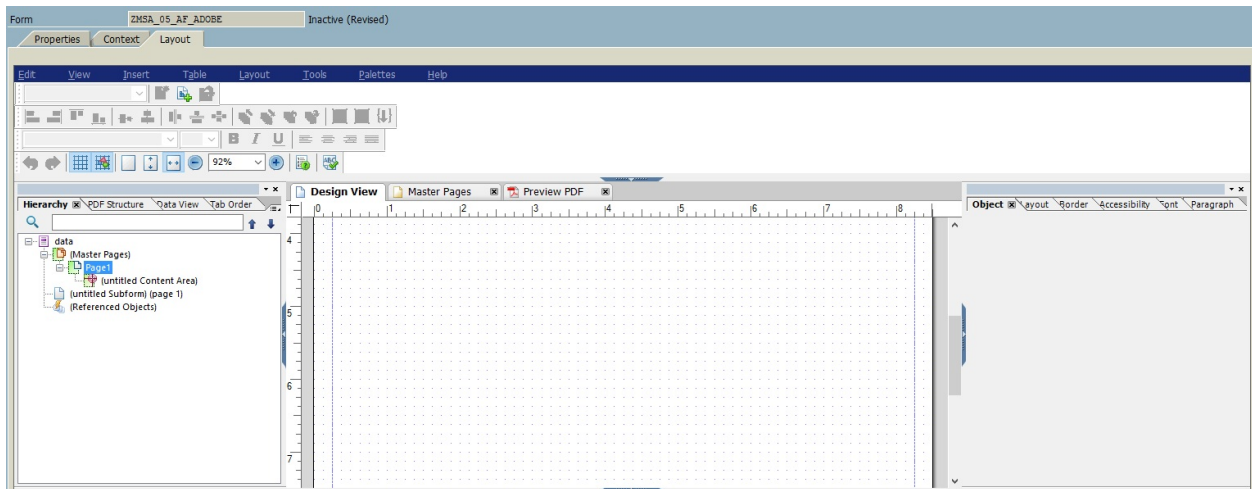 Form ZMSA_05_AF_ADOBE Inactive (Revised)
Properties Context Layout
Edit View Insert Table Layout Tools Palettes Help
B I U
92% ABC
Design View Master Pages Preview PDF
Hierarchy PDF Structure Data View Tab Order
Object Layout Border Accessibility Font Paragraph
0 1 2 3 4 5 6 7 8
data
(Master Pages)
Page1
(untitled Content Area)
(untitled Subform) (page 1)
(Referenced Objects)
4
5
6
7